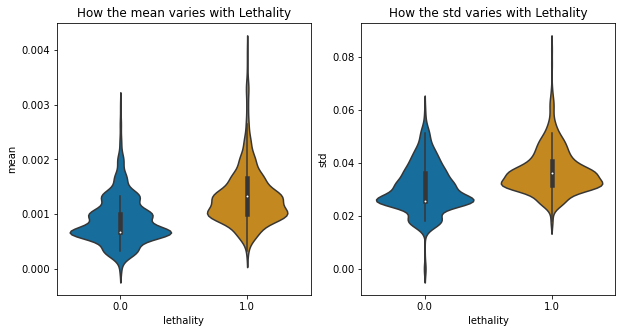 How the mean varies with Lethality
0.004
0.003
0.002
0.001
0.000
mean
0.0 1.0
lethality
How the std varies with Lethality
0.08
0.06
0.04
0.02
0.00
std
0.0 1.0
lethality